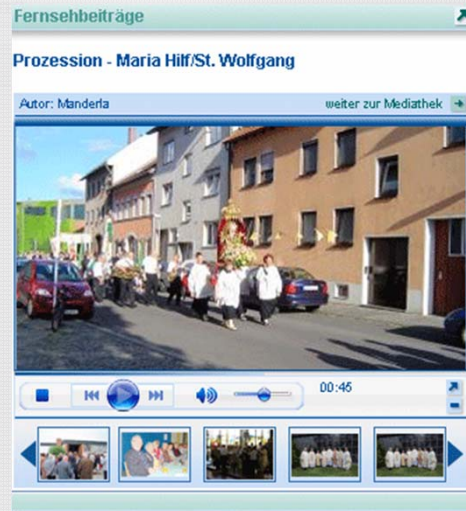 Fernsehbeiträge
Prozession - Maria Hilf/St. Wolfgang
Autor: Manderla
weiter zur Mediathek
00:45